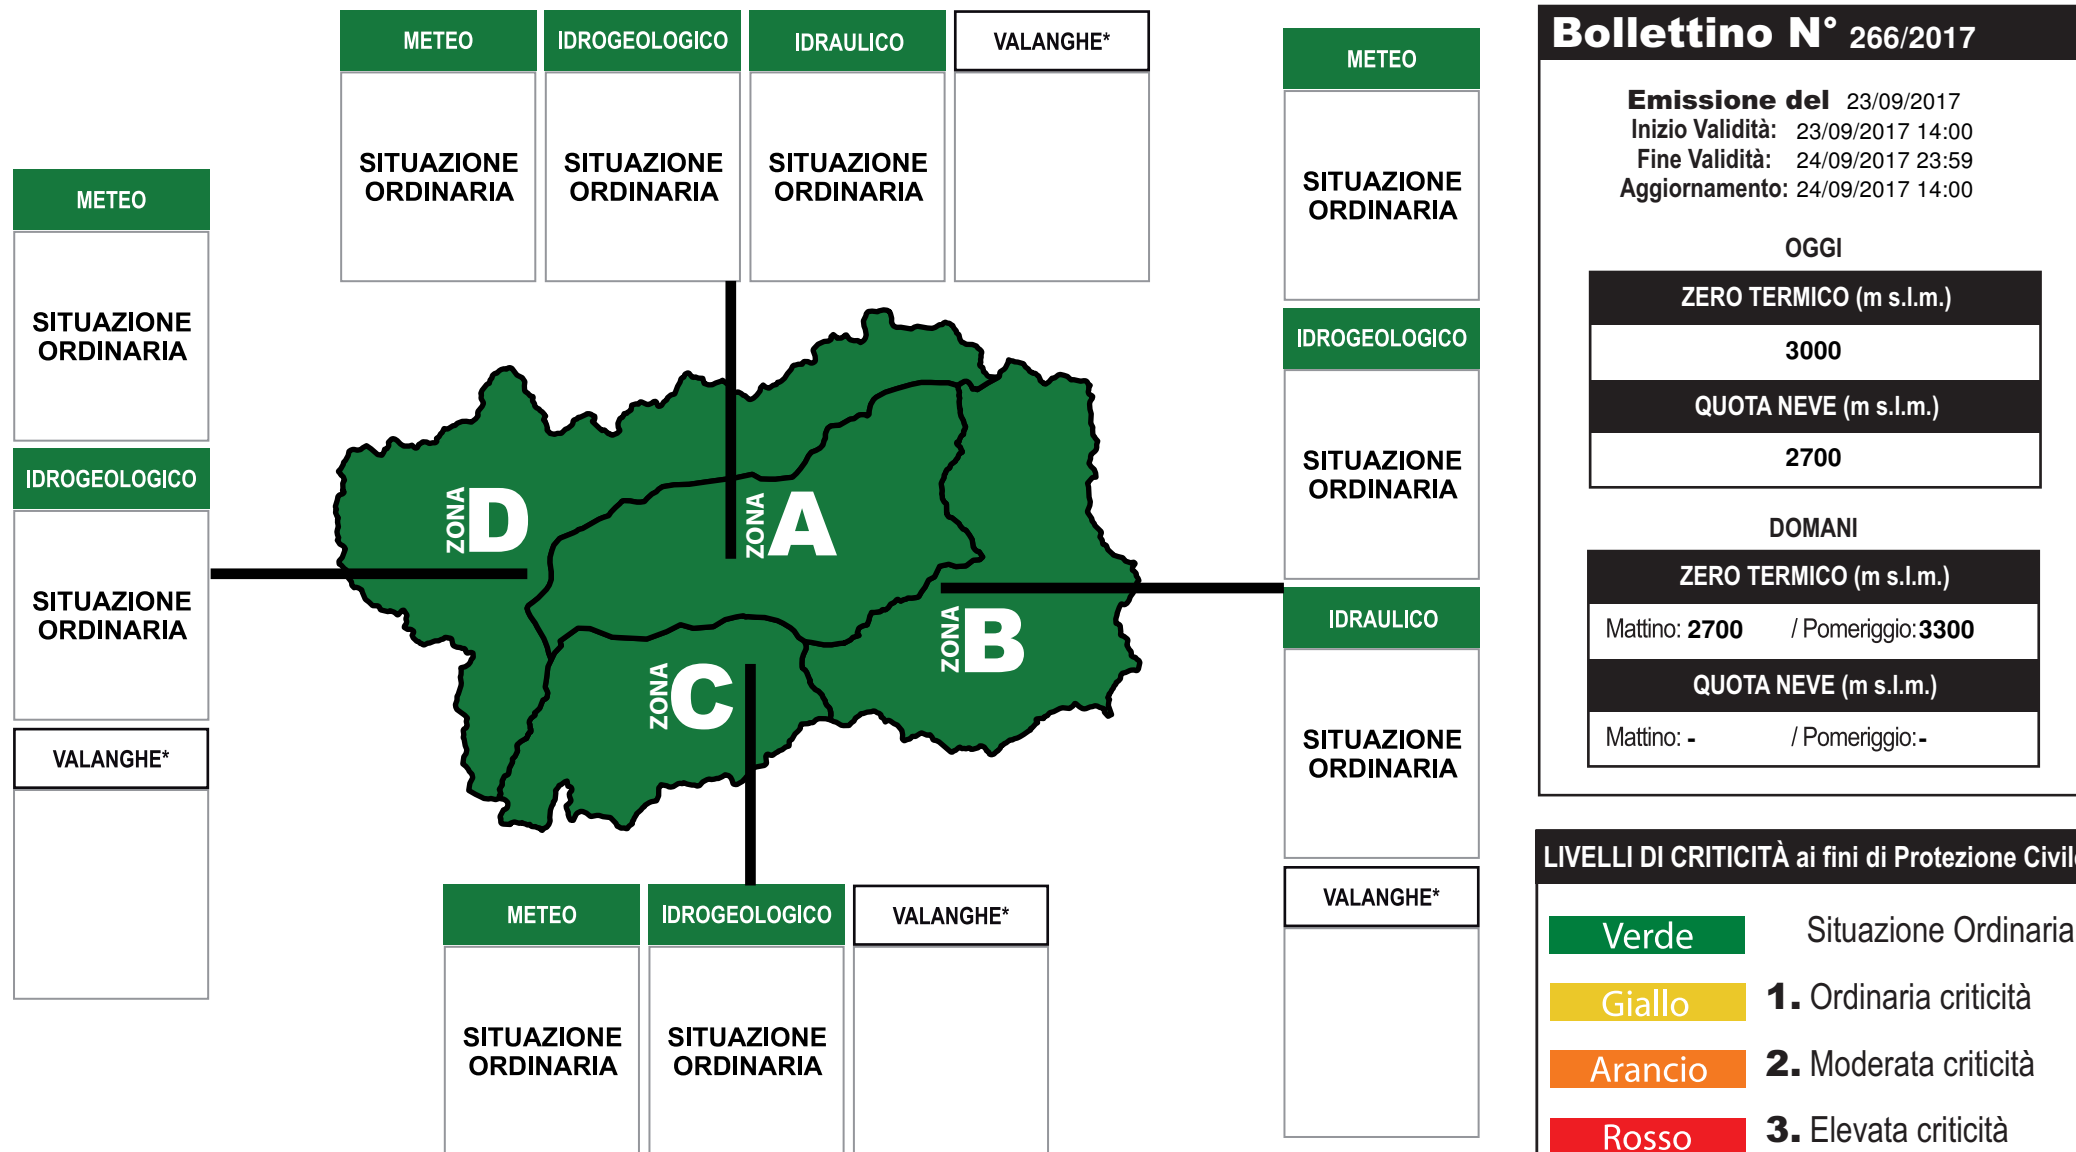 METEO
IDROGEOLOGICO
IDRAULICO
VALANGHE*
SITUAZIONE
ORDINARIA
SITUAZIONE
ORDINARIA
SITUAZIONE
ORDINARIA
METEO
SITUAZIONE
ORDINARIA
IDROGEOLOGICO
SITUAZIONE
ORDINARIA
VALANGHE*
ZONA D
ZONA A
ZONA B
ZONA C
METEO
SITUAZIONE
ORDINARIA
IDROGEOLOGICO
SITUAZIONE
ORDINARIA
IDRAULICO
SITUAZIONE
ORDINARIA
VALANGHE*
METEO
IDROGEOLOGICO
VALANGHE*
SITUAZIONE
ORDINARIA
SITUAZIONE
ORDINARIA
Bollettino N° 266/2017
Emissione del 23/09/2017
Inizio Validità: 23/09/2017 14:00
Fine Validità: 24/09/2017 23:59
Aggiornamento: 24/09/2017 14:00
OGGI
ZERO TERMICO (m s.l.m.)
3000
QUOTA NEVE (m s.l.m.)
2700
DOMANI
ZERO TERMICO (m s.l.m.)
Mattino: 2700 / Pomeriggio: 3300
QUOTA NEVE (m s.l.m.)
Mattino: - / Pomeriggio: -
LIVELLI DI CRITICITÀ ai fini di Protezione Civile
Verde Situazione Ordinaria
Giallo 1. Ordinaria criticità
Arancio 2. Moderata criticità
Rosso 3. Elevata criticità